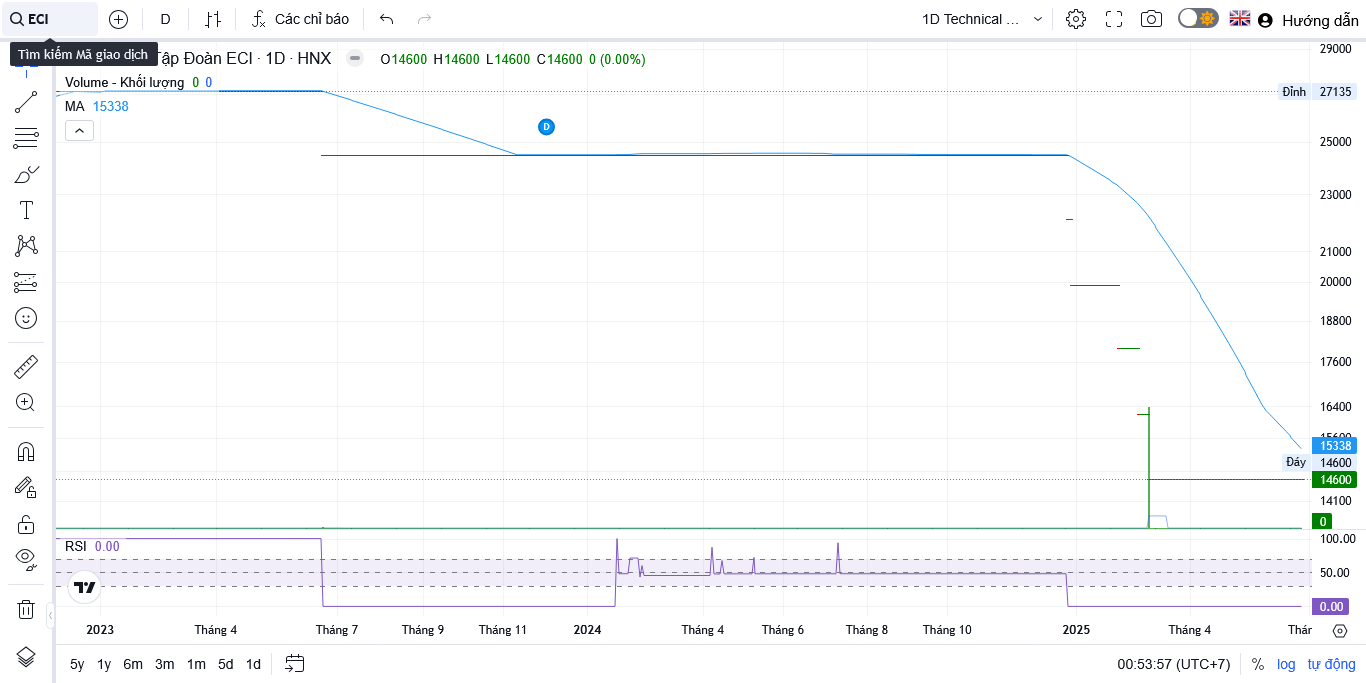 ECI
D
Các chỉ báo
1D Technical ...
Hướng dẫn
Tìm kiếm Mã giao dịch
Tập Đoàn ECI · 1D · HNX
O14600 H14600 L14600 C14600 0 (0.00%)
Volume - Khối lượng 0 0
MA 15338
D
29000
Đỉnh 27135
25000
23000
21000
20000
18800
17600
16400
15600
15338
Đáy 14600
14600
14100
0
RSI 0.00
100.00
50.00
0.00
2023 Tháng 4 Tháng 7 Tháng 9 Tháng 11 2024 Tháng 4 Tháng 6 Tháng 8 Tháng 10 2025 Tháng 4 Thár
5y 1y 6m 3m 1m 5d 1d
00:53:57 (UTC+7) % log tự động